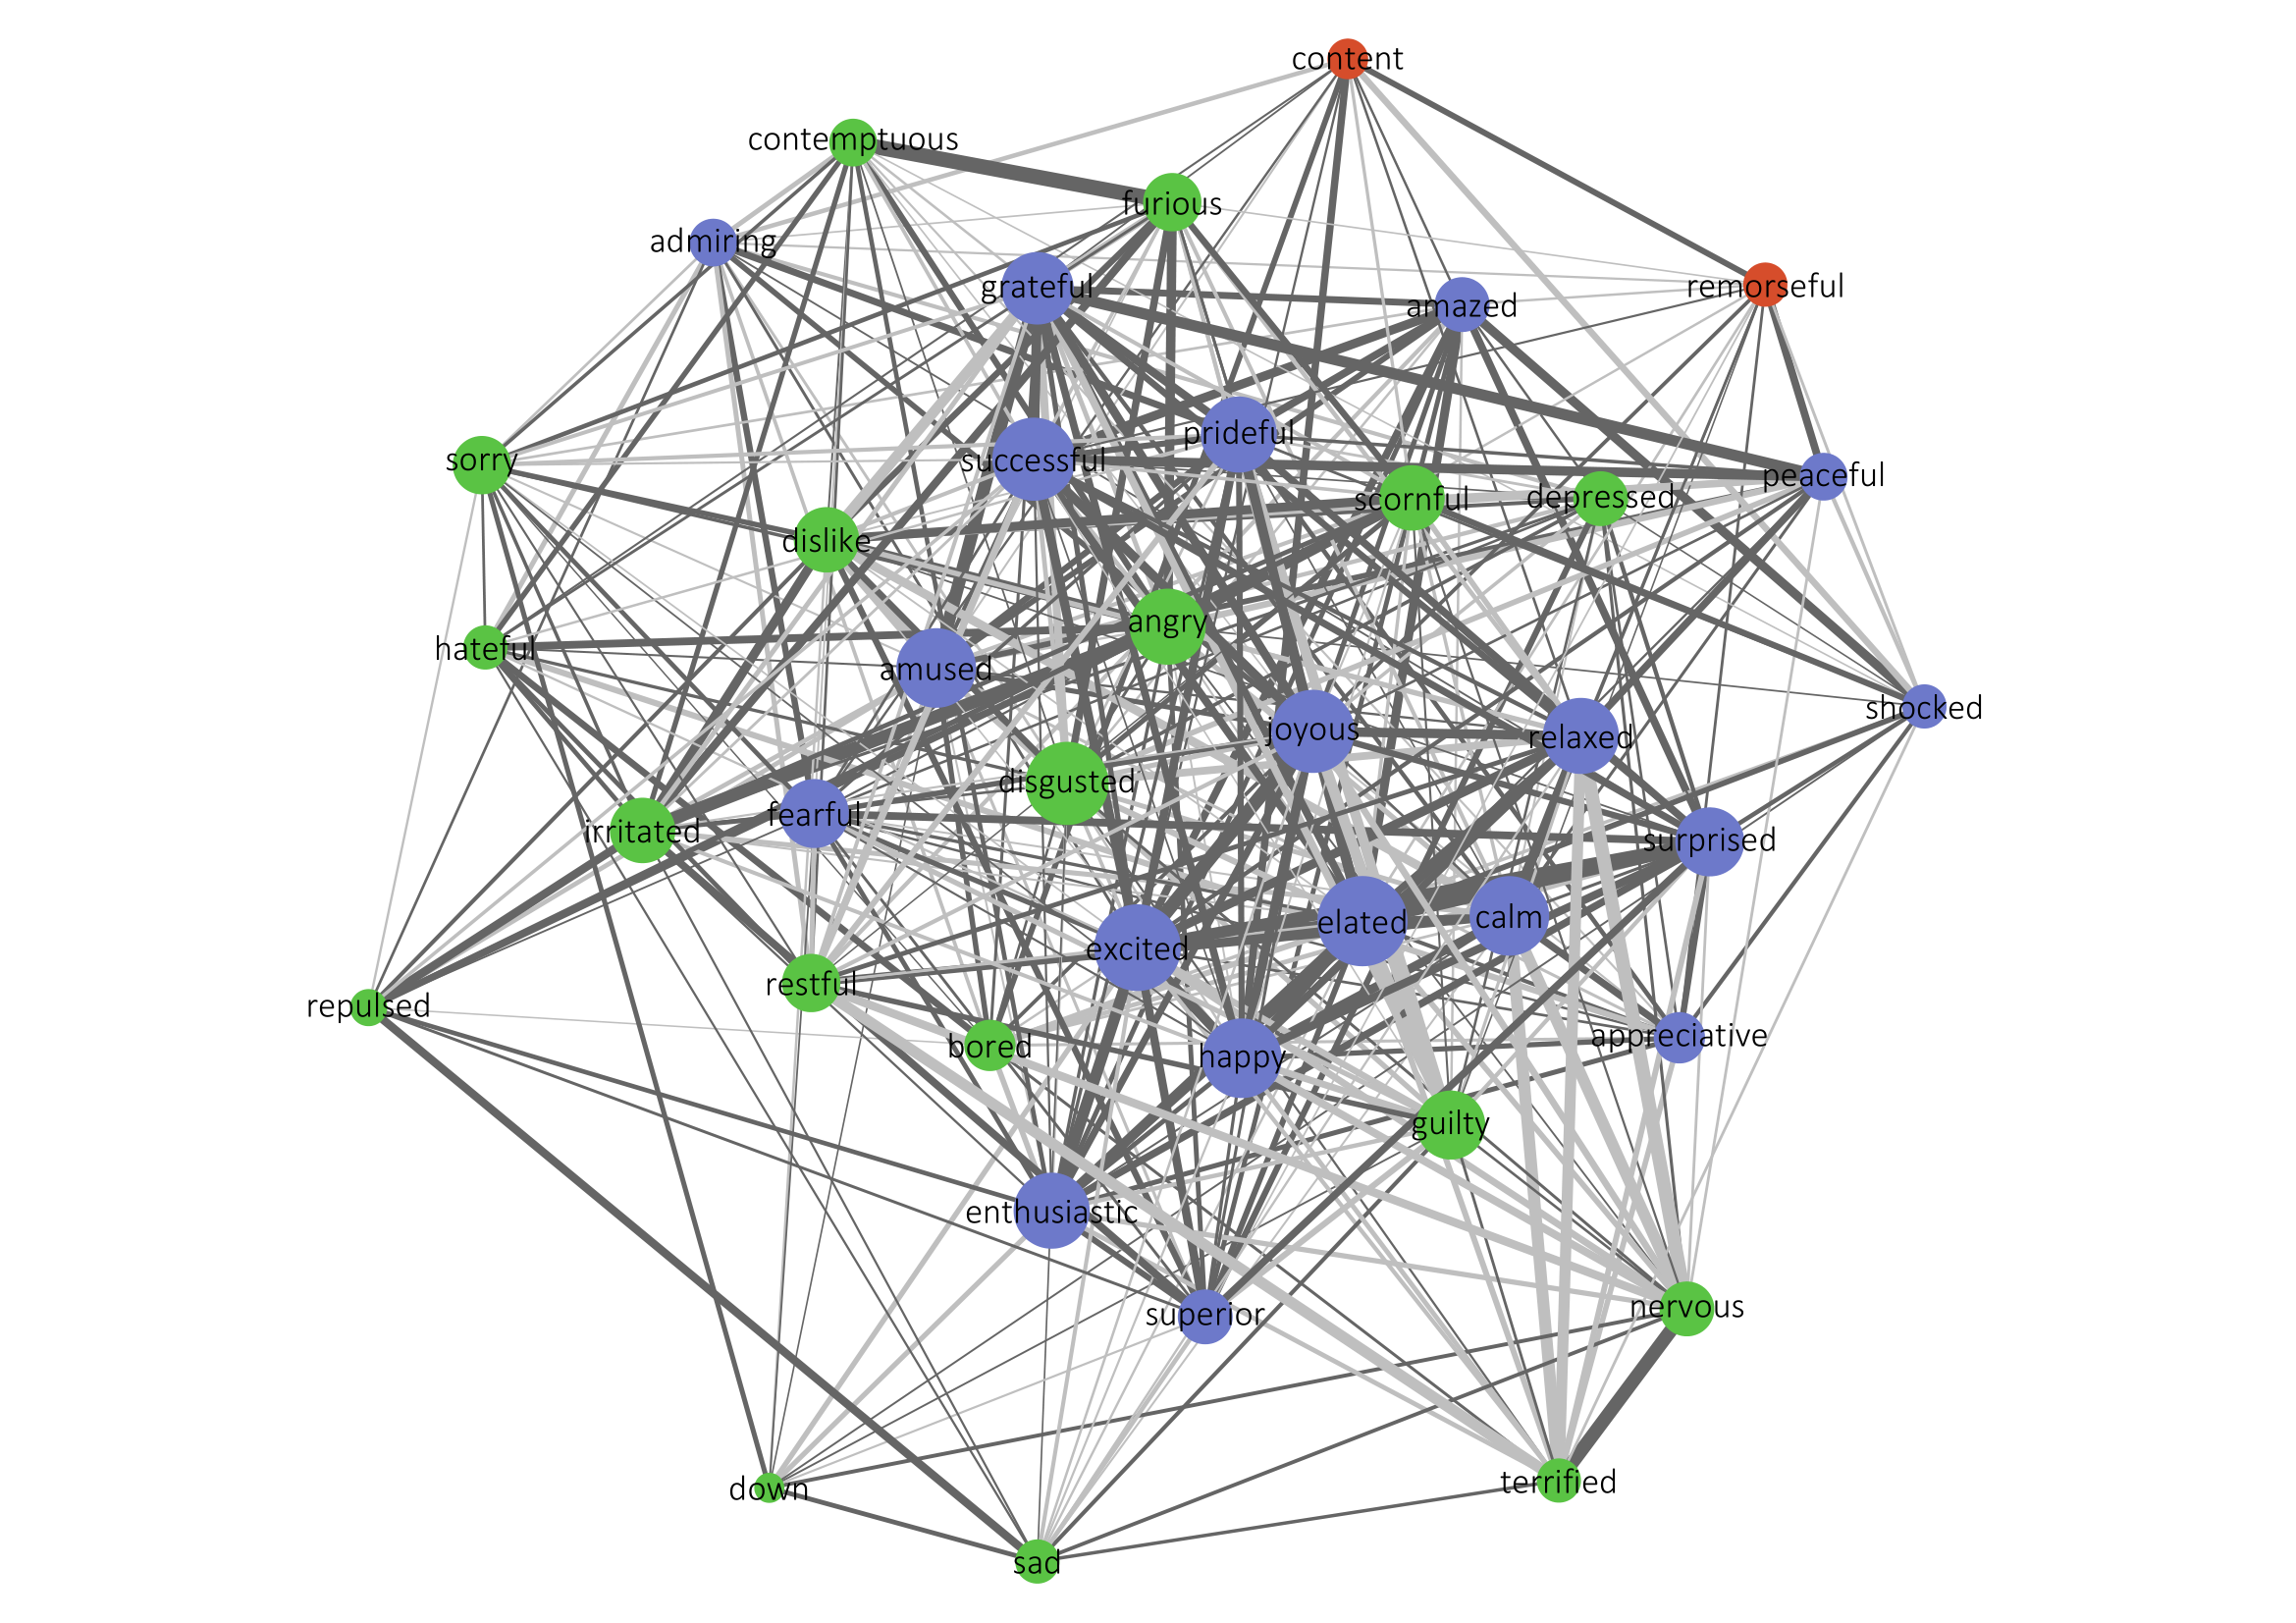 content
contemptuous
furious
admiring
grateful
amazed
remorseful
prideful
successful
sorry
peaceful
scornful
depressed
dislike
angry
hateful
amused
shocked
joyous
relaxed
disgusted
fearful
irritated
surprised
elated
calm
excited
restful
repulsed
bored
happy
appreciative
guilty
enthusiastic
superior
nervous
down
terrified
sad